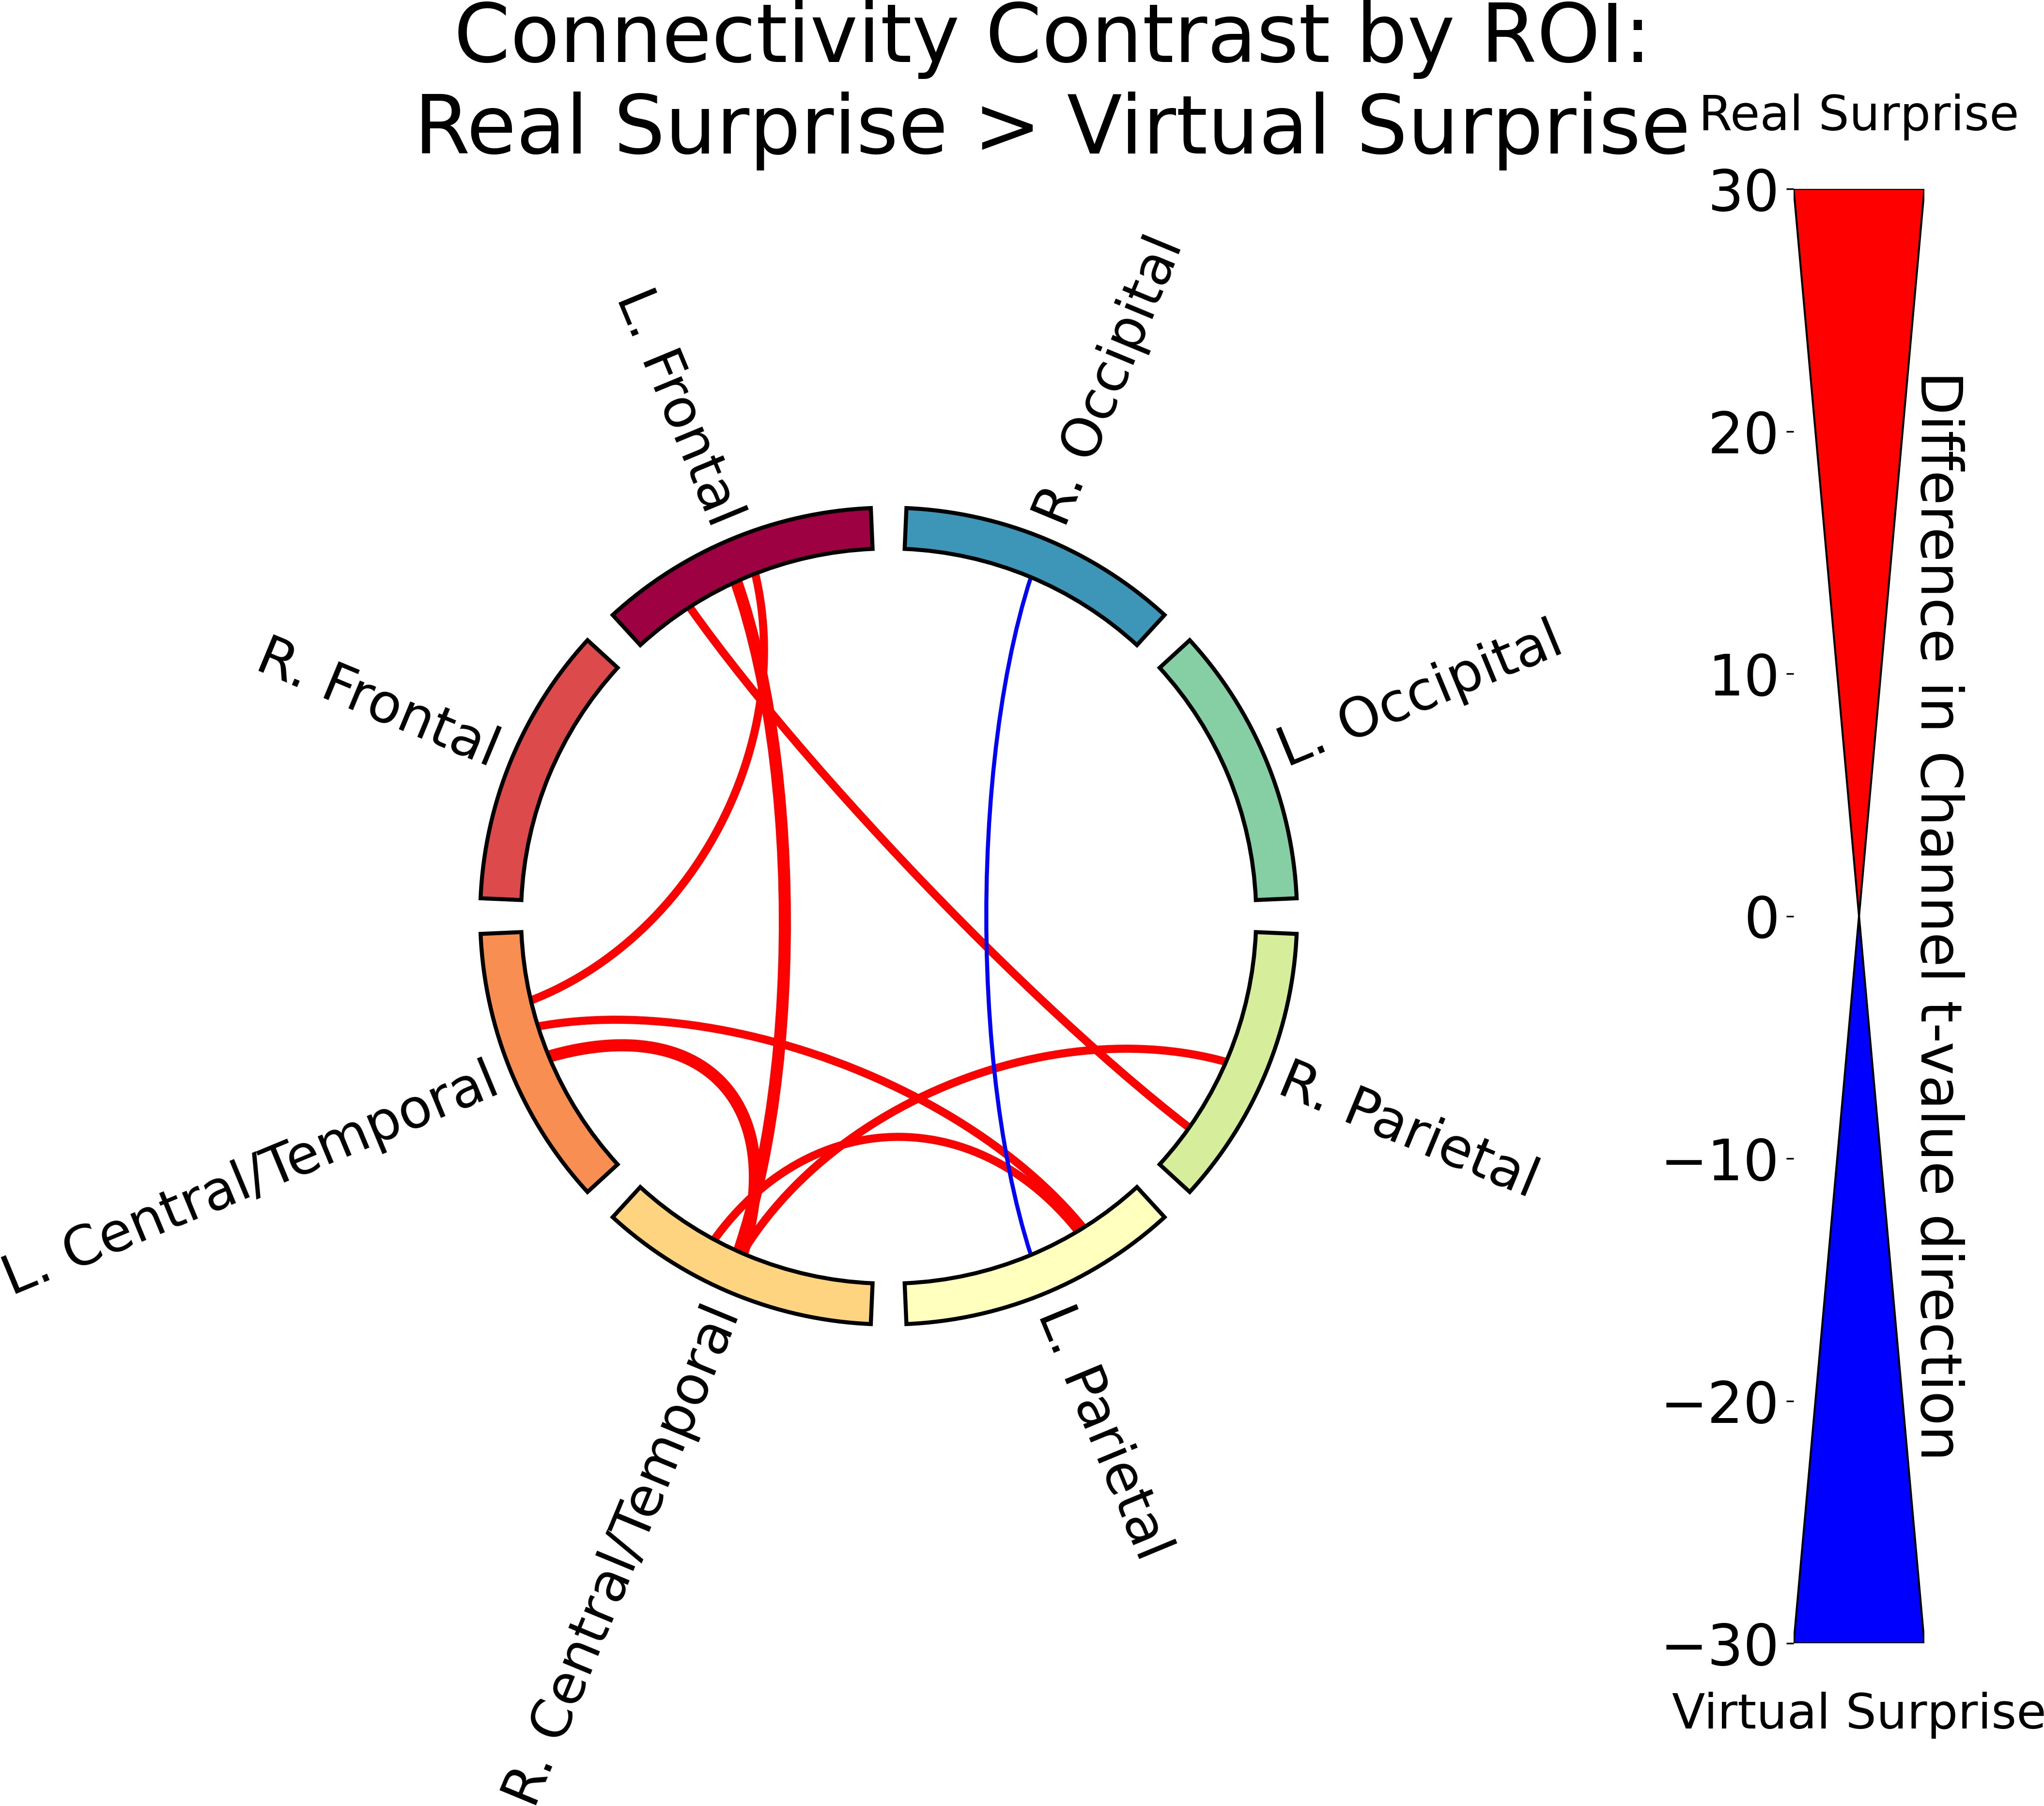 Connectivity Contrast by ROI:
Real Surprise > Virtual Surprise
Real Surprise
30
20
10
0
−10
−20
−30
Virtual Surprise
Difference in Channel t-value direction
L. Frontal
R. Occipital
R. Frontal
L. Occipital
L. Central/Temporal
R. Parietal
R. Central/Temporal
L. Parietal